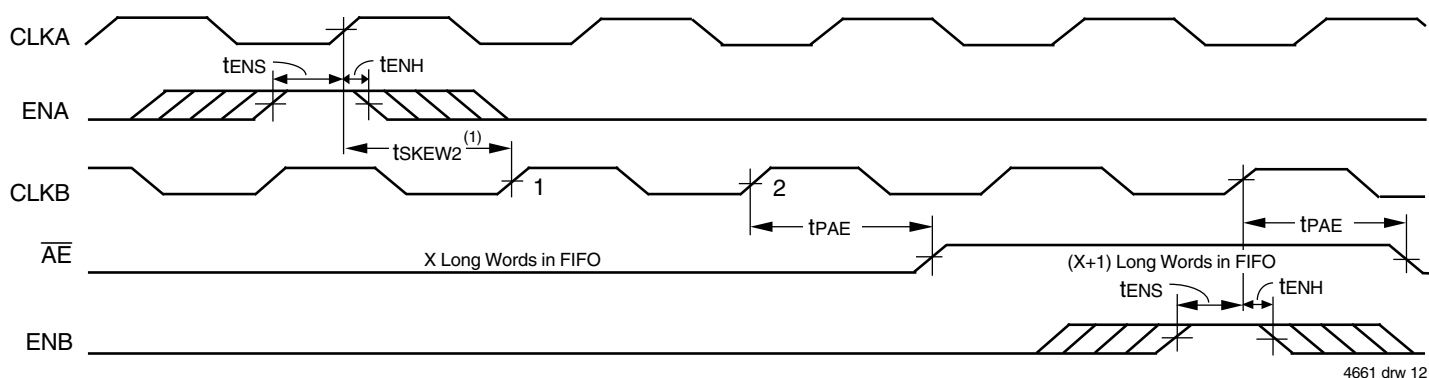 CLKA
tENS tENH
ENA
tSKEW2 (1)
CLKB 1 2
tPAE tPAE
AE X Long Words in FIFO (X+1) Long Words in FIFO
tENS tENH
ENB
4661 drw 12